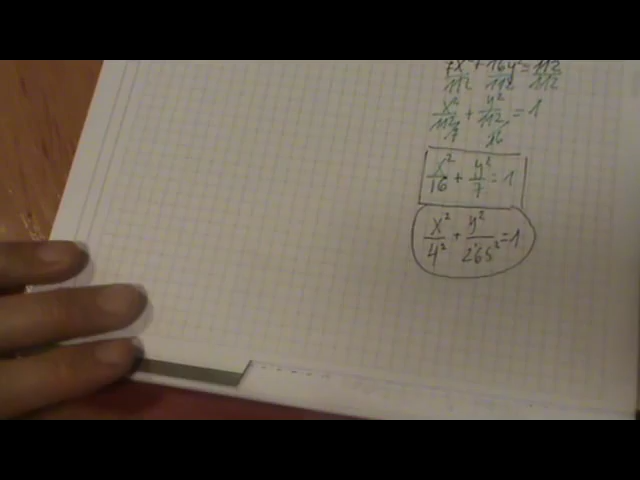 7x²/112 + 16y²/112 = 112/112
x²/(112/7) + y²/(112/16) = 1
x²/16 + y²/7 = 1
x²/4² + y²/2.65² = 1